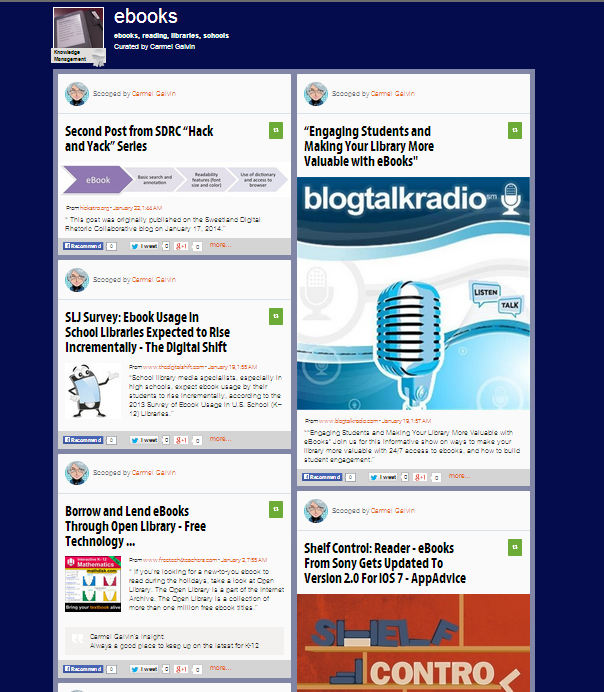 ebooks
ebooks, reading, libraries, schools
Curated by Carmel Galvin
Knowledge
Management
Scooped by Carmel Galvin
Second Post from SDRC “Hack
and Yack” Series
eBook
Basic search and
annotation
Readability
features (font
size and color)
Use of dictionary
and access to
browser
January 22, 1:44 AM
“ This post was originally published on the Sweetland Digital
Rhetoric Collaborative blog on January 17, 2014.”
Recommend 0 Tweet 0 +1 0 more...
Scooped by Carmel Galvin
SLJ Survey: Ebook Usage in
School Libraries Expected to Rise
Incrementally - The Digital Shift
From www.thedigitalshift.com - January 19, 1:58 AM
“School library media specialists, especially in
high schools, expect ebook usage by their
students to rise incrementally, according to the
2013 Survey of Ebook Usage in U.S. School (K–
12) Libraries.”
Recommend 0 Tweet 0 +1 0 more...
Scooped by Carmel Galvin
Borrow and Lend eBooks
Through Open Library - Free
Technology ...
Interactive K-12
Mathematics
mathdisk.com
Bring your textbook alive
From www.freetech4teachers.com - January 2, 7:55 AM
“ If you're looking for a new-to-you ebook to
read during the holidays, take a look at Open
Library. The Open Library is a part of the Internet
Archive. The Open Library is a collection of
more than one million free ebook titles.”
Carmel Galvin's insight:
Always a good place to keep up on the latest for K-12
Recommend 0 Tweet 0 +1 0 more...
Scooped by Carmel Galvin
“Engaging Students and
Making Your Library More
Valuable with eBooks"
blogtalkradio sm
LISTEN
TALK
From www.blogtalkradio.com - January 19, 1:57 AM
“"Engaging Students and Making Your Library More Valuable with
eBooks" Join us for this informative show on ways to make your
library more valuable with 24/7 access to ebooks, and how to build
student engagement.”
Recommend 0 Tweet 0 +1 0 more...
Scooped by Carmel Galvin
Shelf Control: Reader - eBooks
From Sony Gets Updated To
Version 2.0 For iOS 7 - AppAdvice
SHELF
CONTRO